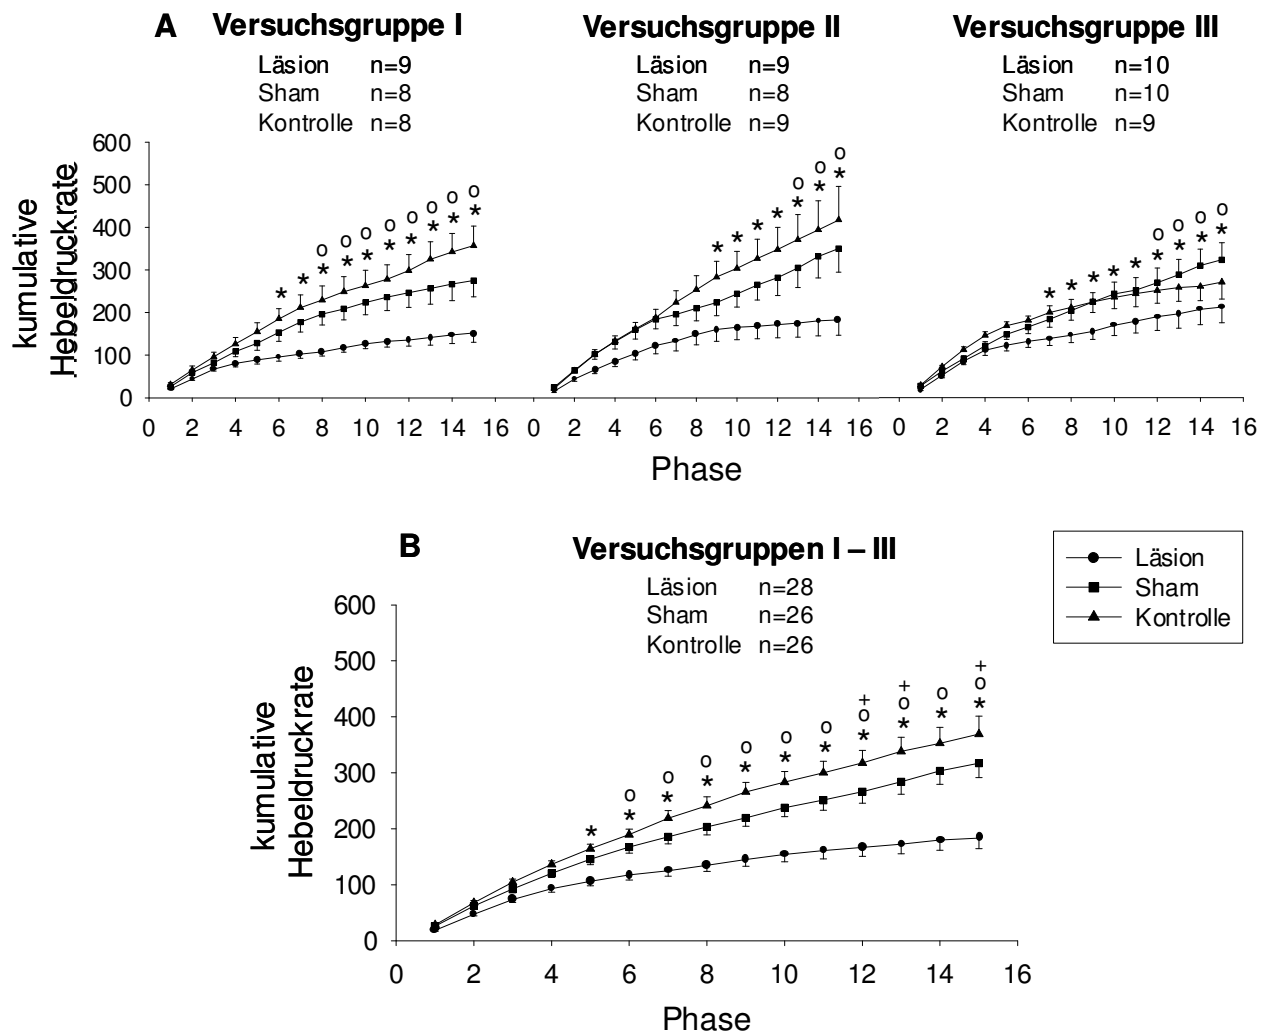 A
Versuchsgruppe I
Läsion n=9
Sham n=8
Kontrolle n=8
Versuchsgruppe II
Läsion n=9
Sham n=8
Kontrolle n=9
Versuchsgruppe III
Läsion n=10
Sham n=10
Kontrolle n=9
kumulative
Hebeldruckrate
600
500
400
300
200
100
0
o o o o o o o o
* * * * * * * * * *
o o o
* * * * * * *
o o o o
* * * * * * * * *
0 2 4 6 8 10 12 14 16 0 2 4 6 8 10 12 14 16 0 2 4 6 8 10 12 14 16
Phase
B
Versuchsgruppen I – III
Läsion n=28
Sham n=26
Kontrolle n=26
Läsion
Sham
Kontrolle
kumulative
Hebeldruckrate
600
500
400
300
200
100
0
+ + +
o o o o o o o o o o
* * * * * * * * * * *
0 2 4 6 8 10 12 14 16
Phase